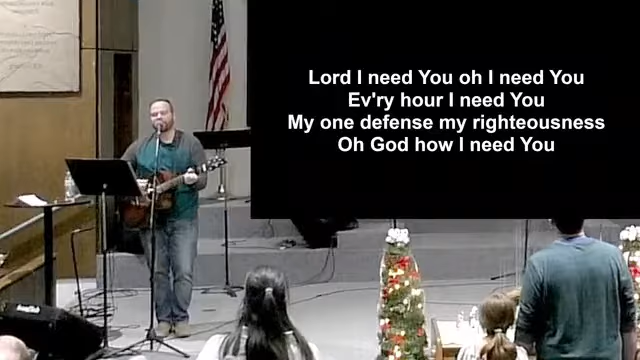 Lord I need You oh I need You
Ev'ry hour I need You
My one defense my righteousness
Oh God how I need You